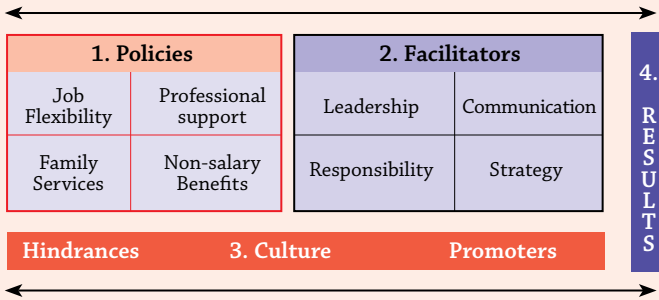 1. Policies
Job
Flexibility
Professional
support
Family
Services
Non-salary
Benefits
2. Facilitators
Leadership
Communication
Responsibility
Strategy
Hindrances 3. Culture Promoters
4. RESULTS